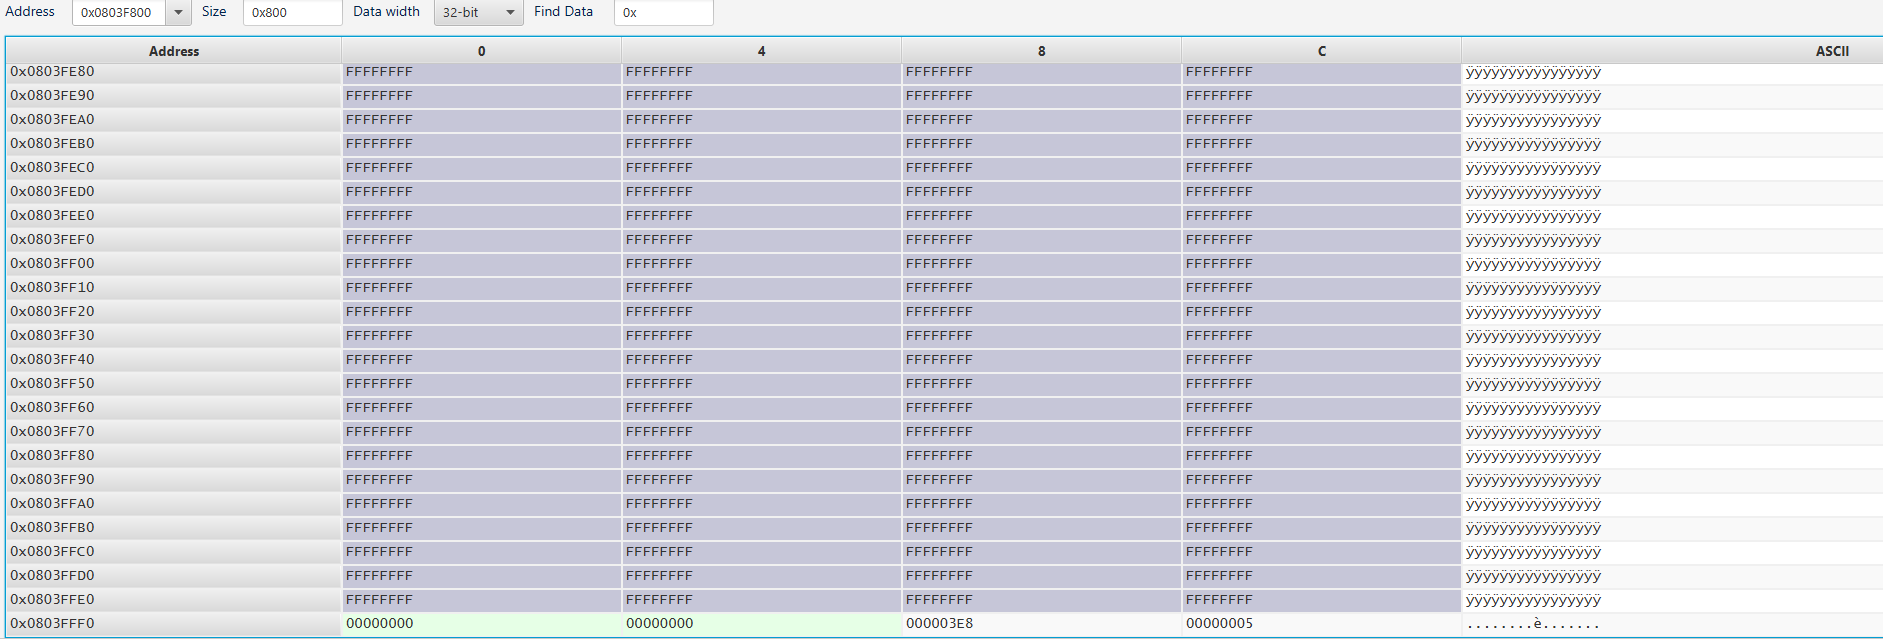 Address 0x0803F800 Size 0x800 Data width 32-bit Find Data 0x
Address 0 4 8 C ASCII
0x0803FE80 FFFFFFFF FFFFFFFF FFFFFFFF FFFFFFFF ÿÿÿÿÿÿÿÿÿÿÿÿÿÿÿÿ
0x0803FE90 FFFFFFFF FFFFFFFF FFFFFFFF FFFFFFFF ÿÿÿÿÿÿÿÿÿÿÿÿÿÿÿÿ
0x0803FEA0 FFFFFFFF FFFFFFFF FFFFFFFF FFFFFFFF ÿÿÿÿÿÿÿÿÿÿÿÿÿÿÿÿ
0x0803FEB0 FFFFFFFF FFFFFFFF FFFFFFFF FFFFFFFF ÿÿÿÿÿÿÿÿÿÿÿÿÿÿÿÿ
0x0803FEC0 FFFFFFFF FFFFFFFF FFFFFFFF FFFFFFFF ÿÿÿÿÿÿÿÿÿÿÿÿÿÿÿÿ
0x0803FED0 FFFFFFFF FFFFFFFF FFFFFFFF FFFFFFFF ÿÿÿÿÿÿÿÿÿÿÿÿÿÿÿÿ
0x0803FEE0 FFFFFFFF FFFFFFFF FFFFFFFF FFFFFFFF ÿÿÿÿÿÿÿÿÿÿÿÿÿÿÿÿ
0x0803FEF0 FFFFFFFF FFFFFFFF FFFFFFFF FFFFFFFF ÿÿÿÿÿÿÿÿÿÿÿÿÿÿÿÿ
0x0803FF00 FFFFFFFF FFFFFFFF FFFFFFFF FFFFFFFF ÿÿÿÿÿÿÿÿÿÿÿÿÿÿÿÿ
0x0803FF10 FFFFFFFF FFFFFFFF FFFFFFFF FFFFFFFF ÿÿÿÿÿÿÿÿÿÿÿÿÿÿÿÿ
0x0803FF20 FFFFFFFF FFFFFFFF FFFFFFFF FFFFFFFF ÿÿÿÿÿÿÿÿÿÿÿÿÿÿÿÿ
0x0803FF30 FFFFFFFF FFFFFFFF FFFFFFFF FFFFFFFF ÿÿÿÿÿÿÿÿÿÿÿÿÿÿÿÿ
0x0803FF40 FFFFFFFF FFFFFFFF FFFFFFFF FFFFFFFF ÿÿÿÿÿÿÿÿÿÿÿÿÿÿÿÿ
0x0803FF50 FFFFFFFF FFFFFFFF FFFFFFFF FFFFFFFF ÿÿÿÿÿÿÿÿÿÿÿÿÿÿÿÿ
0x0803FF60 FFFFFFFF FFFFFFFF FFFFFFFF FFFFFFFF ÿÿÿÿÿÿÿÿÿÿÿÿÿÿÿÿ
0x0803FF70 FFFFFFFF FFFFFFFF FFFFFFFF FFFFFFFF ÿÿÿÿÿÿÿÿÿÿÿÿÿÿÿÿ
0x0803FF80 FFFFFFFF FFFFFFFF FFFFFFFF FFFFFFFF ÿÿÿÿÿÿÿÿÿÿÿÿÿÿÿÿ
0x0803FF90 FFFFFFFF FFFFFFFF FFFFFFFF FFFFFFFF ÿÿÿÿÿÿÿÿÿÿÿÿÿÿÿÿ
0x0803FFA0 FFFFFFFF FFFFFFFF FFFFFFFF FFFFFFFF ÿÿÿÿÿÿÿÿÿÿÿÿÿÿÿÿ
0x0803FFB0 FFFFFFFF FFFFFFFF FFFFFFFF FFFFFFFF ÿÿÿÿÿÿÿÿÿÿÿÿÿÿÿÿ
0x0803FFC0 FFFFFFFF FFFFFFFF FFFFFFFF FFFFFFFF ÿÿÿÿÿÿÿÿÿÿÿÿÿÿÿÿ
0x0803FFD0 FFFFFFFF FFFFFFFF FFFFFFFF FFFFFFFF ÿÿÿÿÿÿÿÿÿÿÿÿÿÿÿÿ
0x0803FFE0 FFFFFFFF FFFFFFFF FFFFFFFF FFFFFFFF ÿÿÿÿÿÿÿÿÿÿÿÿÿÿÿÿ
0x0803FFF0 00000000 00000000 000003E8 00000005 ........è.......